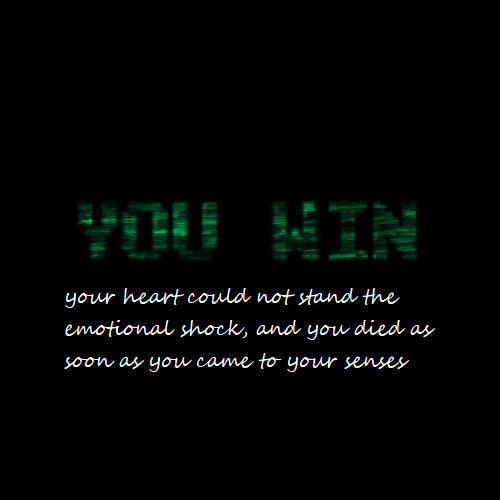 YOU WIN
your heart could not stand the
emotional shock, and you died as
soon as you came to your senses